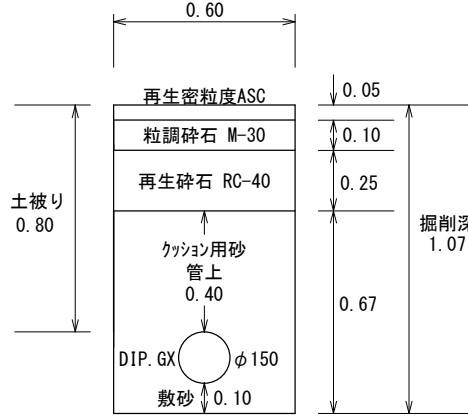 0.60
再生密粒度ASC
0.05
粒調砕石 M-30
0.10
再生砕石 RC-40
0.25
土被り
0.80
掘削深
1.07
クッション用砂
管上
0.40
0.67
DIP.GX
φ150
敷砂
0.10